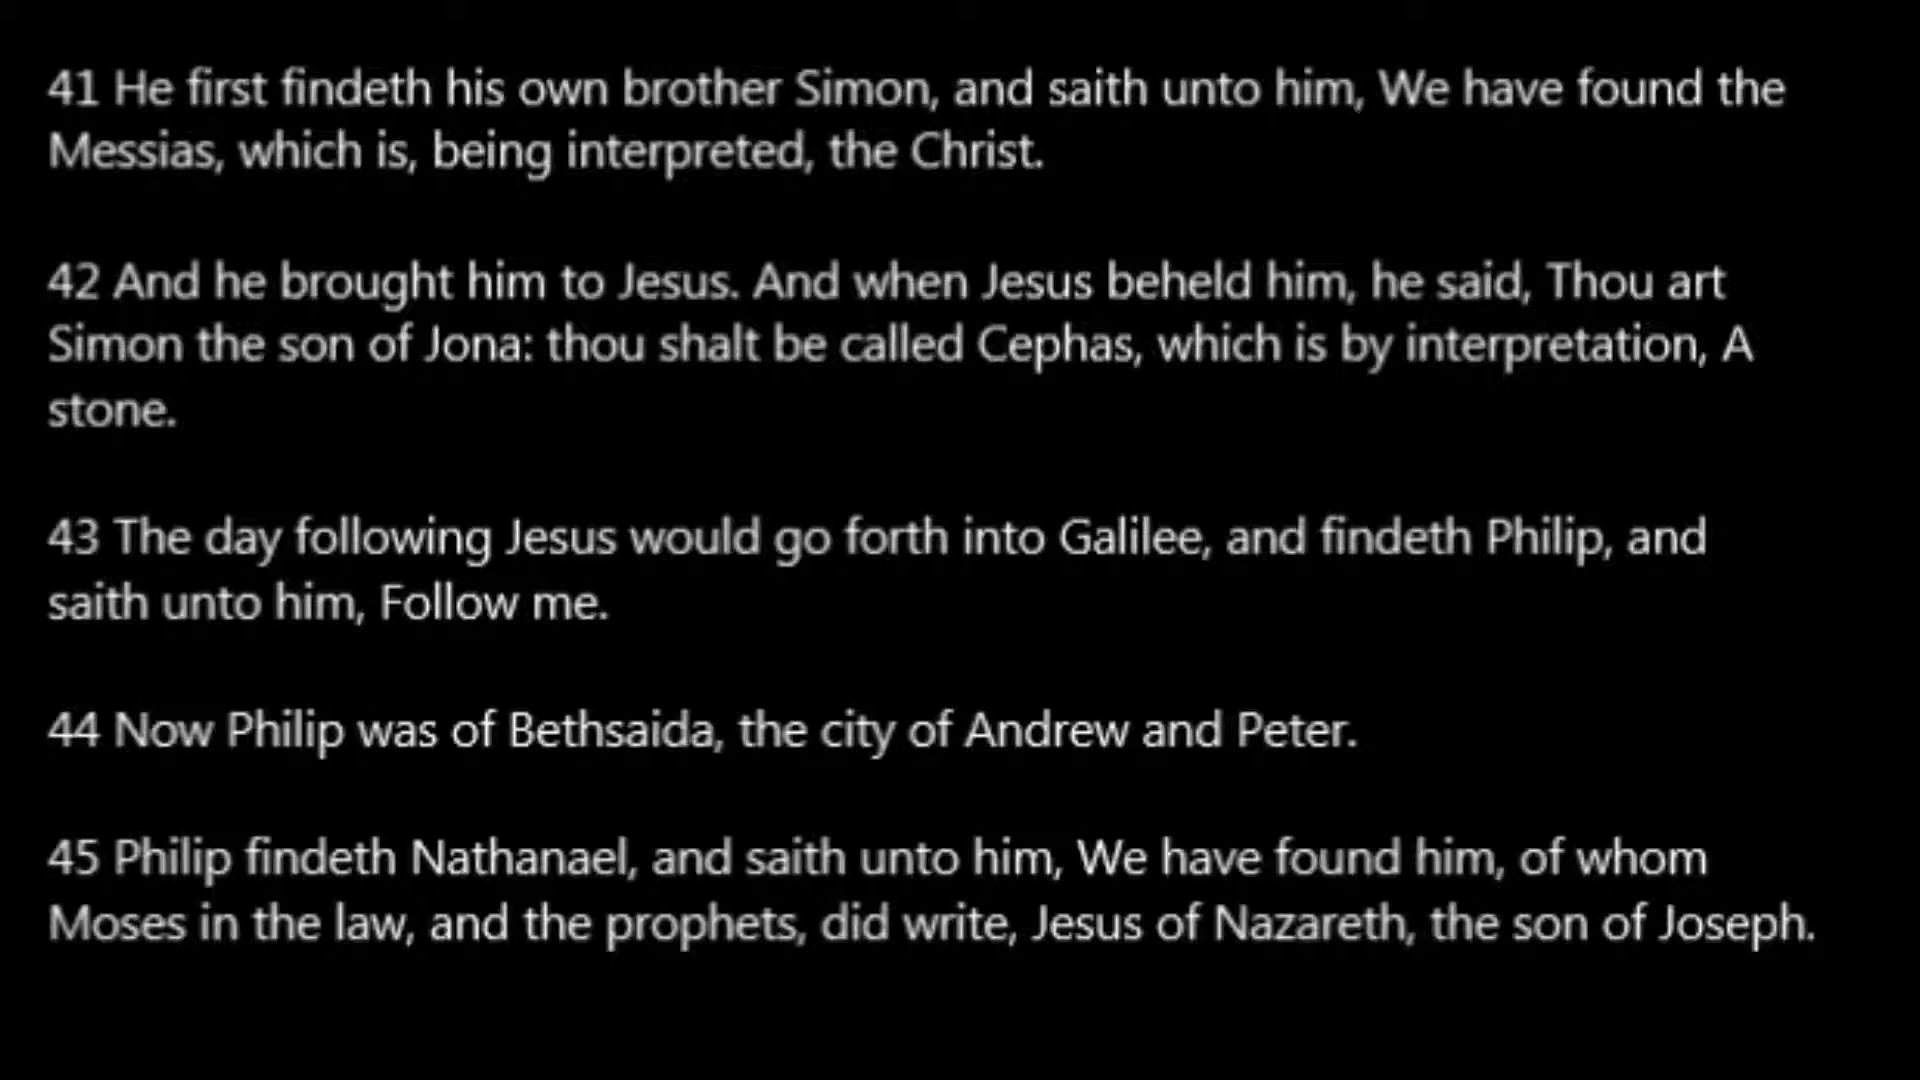 41 He first findeth his own brother Simon, and saith unto him, We have found the
Messias, which is, being interpreted, the Christ.
42 And he brought him to Jesus. And when Jesus beheld him, he said, Thou art
Simon the son of Jona: thou shalt be called Cephas, which is by interpretation, A
stone.
43 The day following Jesus would go forth into Galilee, and findeth Philip, and
saith unto him, Follow me.
44 Now Philip was of Bethsaida, the city of Andrew and Peter.
45 Philip findeth Nathanael, and saith unto him, We have found him, of whom
Moses in the law, and the prophets, did write, Jesus of Nazareth, the son of Joseph.